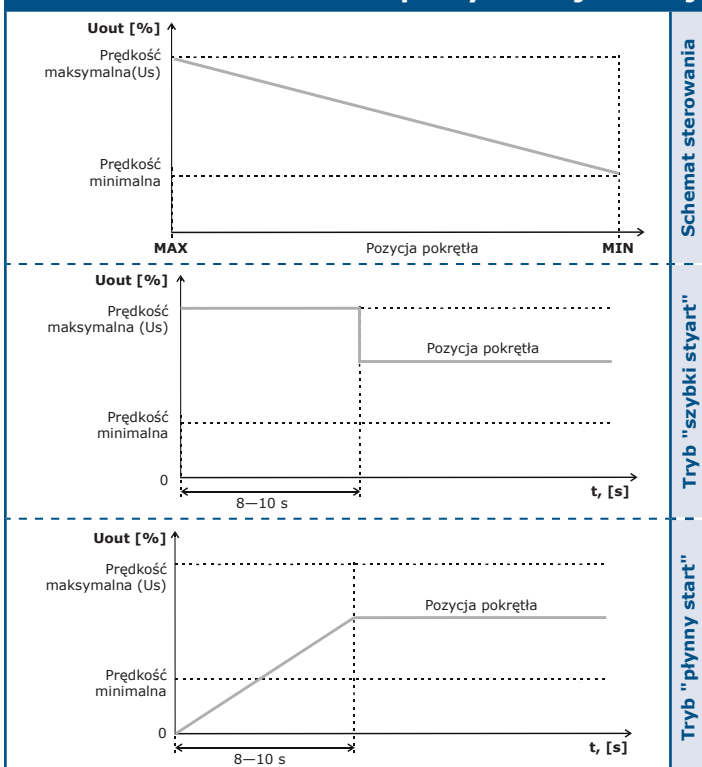 Uout [%]
Prędkość
maksymalna(Us)
Prędkość
minimalna
MAX
Pozycja pokrętła
MIN
Schemat sterowania
Uout [%]
Prędkość
maksymalna (Us)
Pozycja pokrętła
Prędkość
minimalna
0
t, [s]
8—10 s
Tryb "szybki styart"
Uout [%]
Prędkość
maksymalna (Us)
Pozycja pokrętła
Prędkość
minimalna
0
t, [s]
8—10 s
Tryb "płynny start"